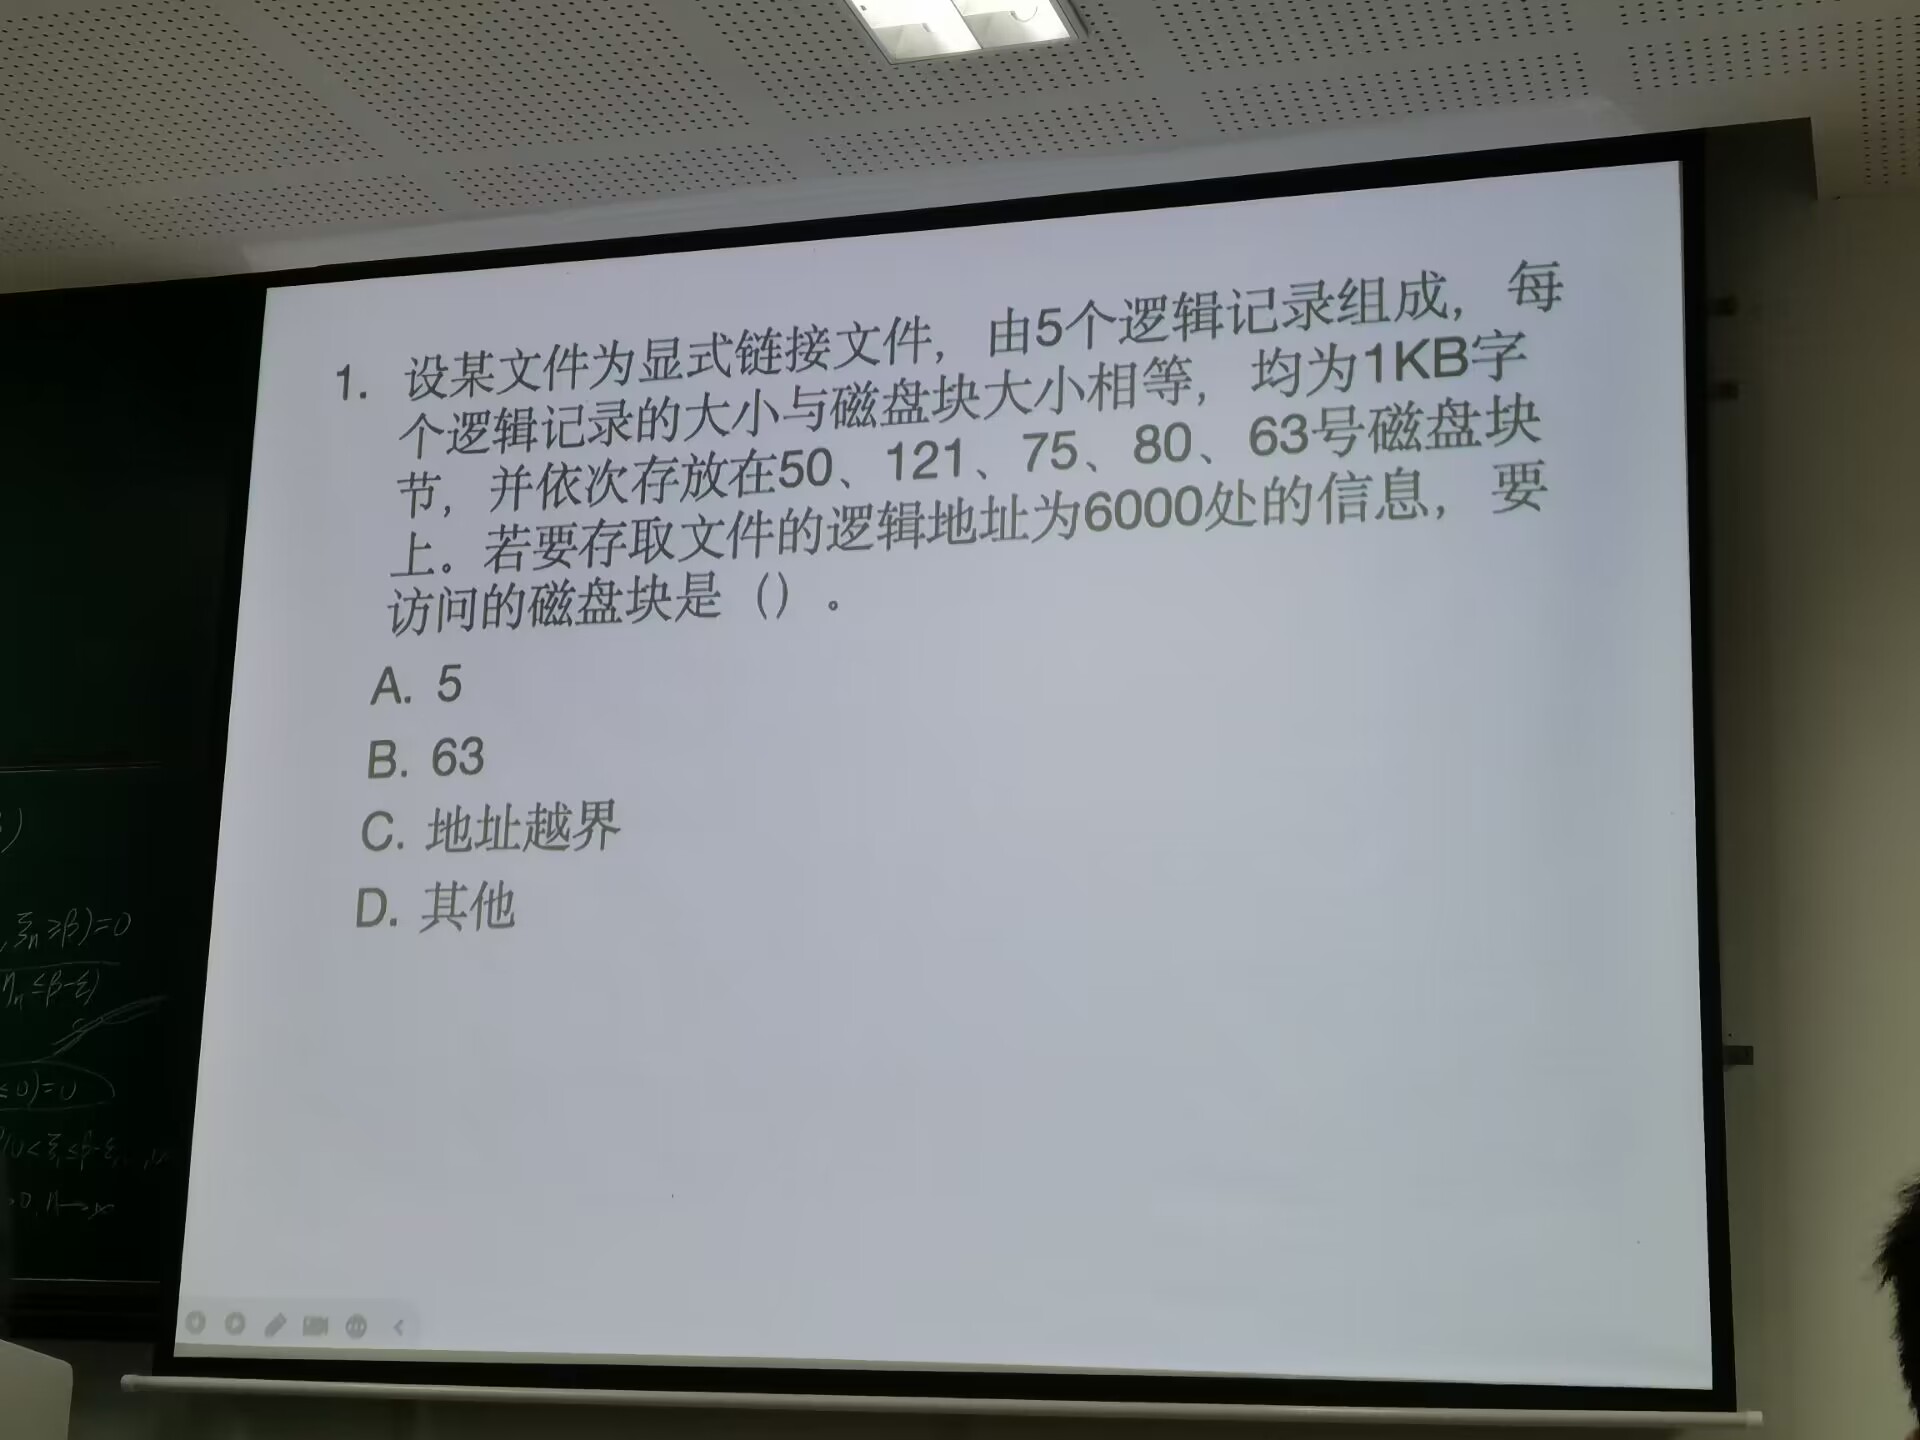 1. 设某文件为显式链接文件，由5个逻辑记录组成，每
个逻辑记录的大小与磁盘块大小相等，均为1KB字
节，并依次存放在50、121、75、80、63号磁盘块
上。若要存取文件的逻辑地址为6000处的信息，要
访问的磁盘块是（）。
A. 5
B. 63
C. 地址越界
D. 其他